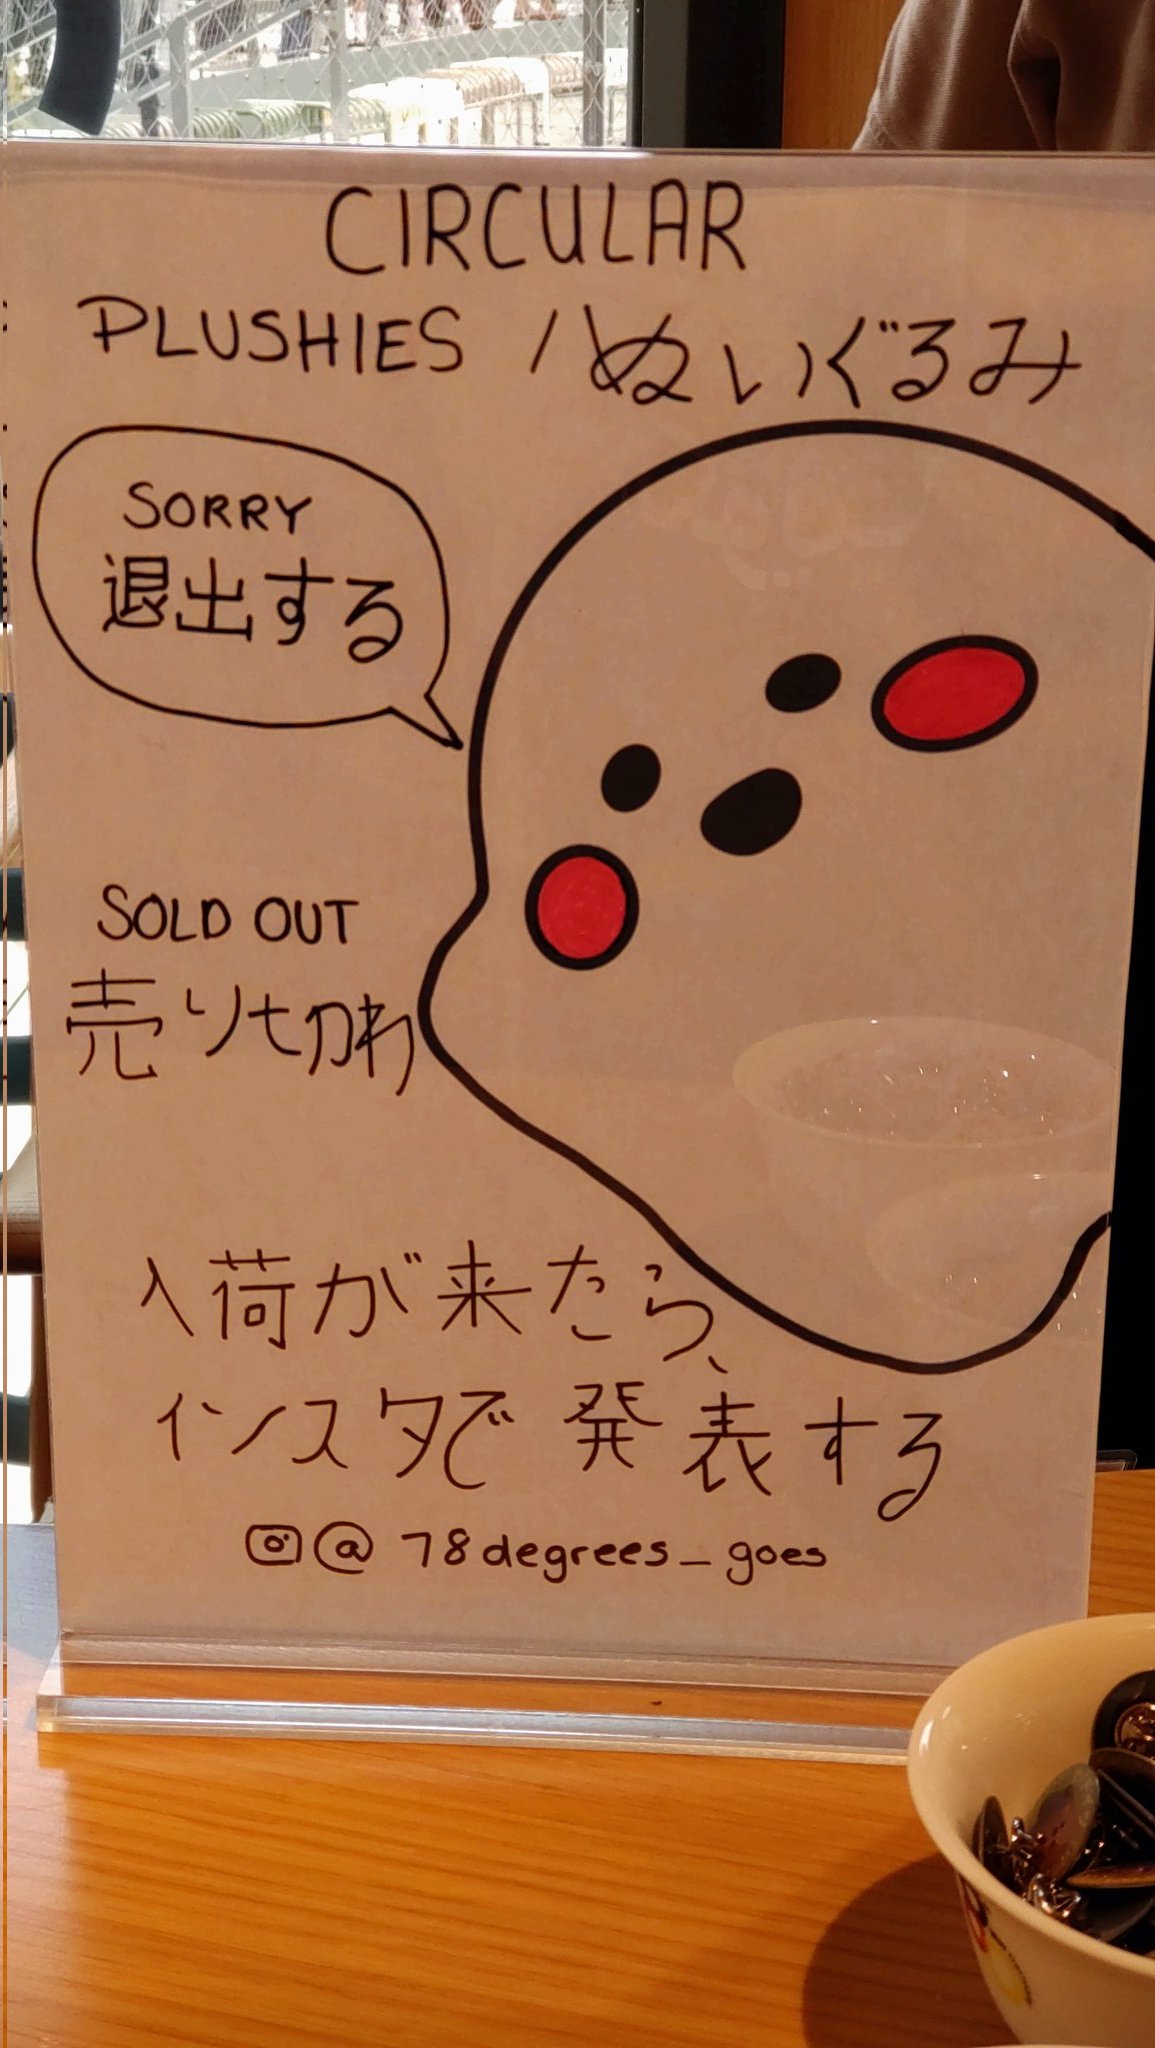 CIRCULAR
PLUSHIES / ぬいぐるみ
SORRY
退出する
SOLD OUT
売り切れ
入荷が来たら、
インスタで発表する
@78degrees_goes